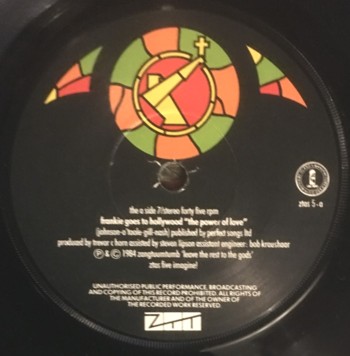 the a side 7"/stereo forty five rpm
frankie goes to hollywood "the power of love"
(johnson-o'toole-gill-nash) published by perfect songs ltd
produced by trevor c horn assisted by steven lipson assistant engineer: bob kraushaar
℗ & © 1984 zangtuumtumb 'leave the rest to the gods'
ztas five imagine!
ztas 5-a
UNAUTHORISED PUBLIC PERFORMANCE, BROADCASTING
AND COPYING OF THIS RECORD PROHIBITED. ALL RIGHTS OF
THE MANUFACTURER AND OF THE OWNER OF
THE RECORDED WORK RESERVED.
ZTT